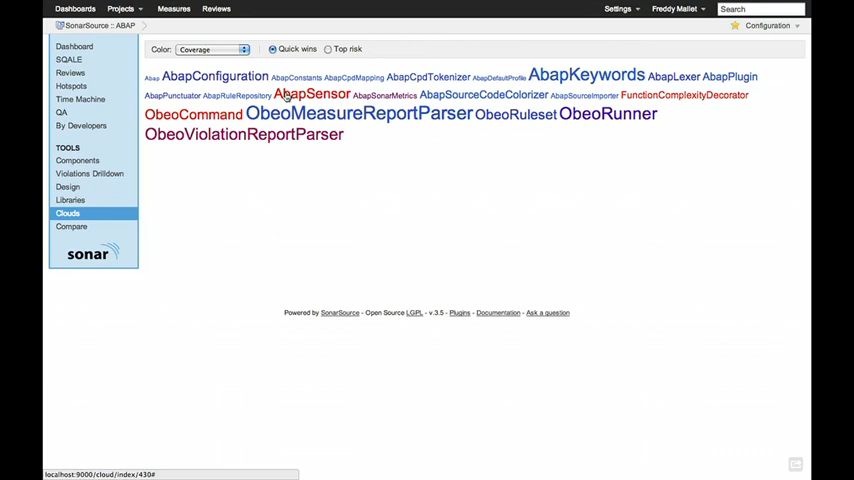 Dashboards Projects Measures Reviews Settings Freddy Mallet Search
SonarSource :: ABAP Configuration
Dashboard
SQALE
Reviews
Hotspots
Time Machine
QA
By Developers
TOOLS
Components
Violations Drilldown
Design
Libraries
Clouds
Compare
sonar
Color: Coverage Quick wins Top risk
Abap AbapConfiguration AbapConstants AbapCpdMapping AbapCpdTokenizer AbapDefaultProfile AbapKeywords AbapLexer AbapPlugin
AbapPunctuator AbapRuleRepository AbapSensor AbapSonarMetrics AbapSourceCodeColorizer AbapSourceImporter FunctionComplexityDecorator
ObeoCommand ObeoMeasureReportParser ObeoRuleset ObeoRunner
ObeoViolationReportParser
Powered by SonarSource - Open Source LGPL - v.3.5 - Plugins - Documentation - Ask a question
localhost:9000/cloud/index/430#